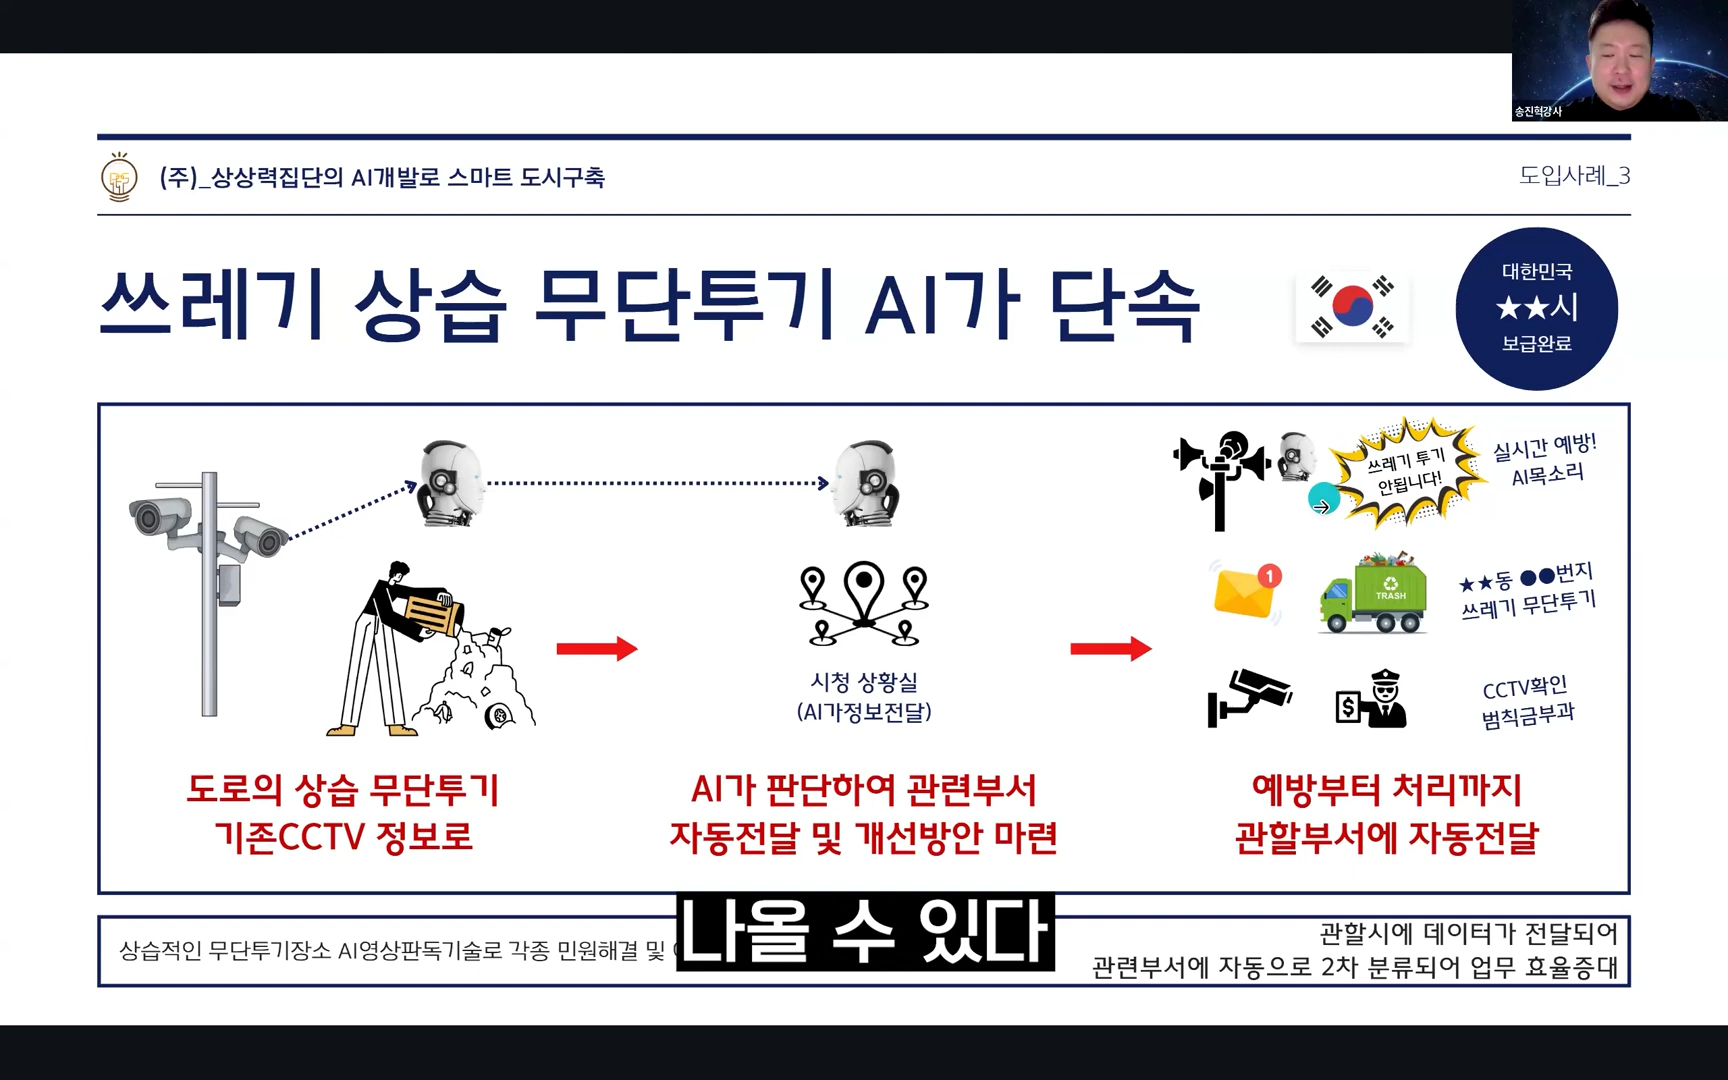 송진혁강사
(주)_상상력집단의 AI개발로 스마트 도시구축
도입사례_3
쓰레기 상습 무단투기 AI가 단속
대한민국
★★시
보급완료
쓰레기 투기
안됩니다!
실시간 예방!
AI목소리
1
TRASH
★★동 ●●번지
쓰레기 무단투기
시청 상황실
(AI가정보전달)
$
CCTV확인
범칙금부과
도로의 상습 무단투기
기존CCTV 정보로
AI가 판단하여 관련부서
자동전달 및 개선방안 마련
예방부터 처리까지
관할부서에 자동전달
상습적인 무단투기장소 AI영상판독기술로 각종 민원해결 및
나올 수 있다
관할시에 데이터가 전달되어
관련부서에 자동으로 2차 분류되어 업무 효율증대